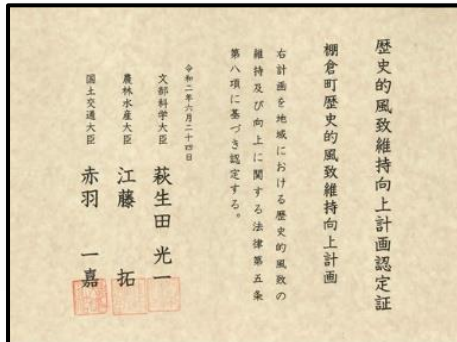 歴史的風致維持向上計画認定証
棚倉町歴史的風致維持向上計画
右計画を地域における歴史的風致の
維持及び向上に関する法律第五条
第八項に基づき認定する。
令和二年六月二十四日
文部科学大臣 萩生田 光一
農林水産大臣 江藤 拓
国土交通大臣 赤羽 一嘉